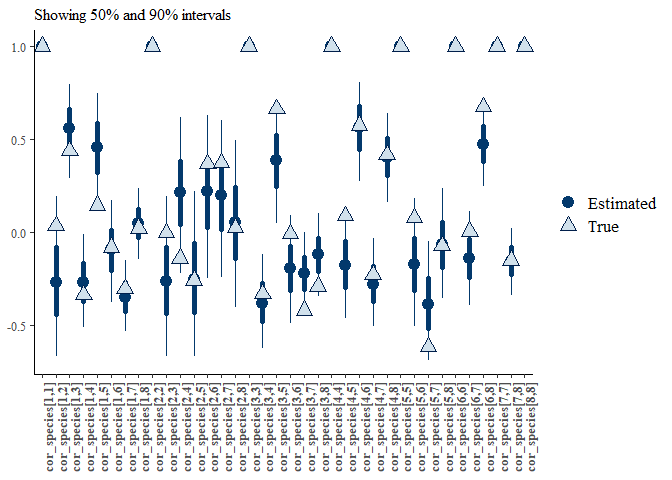 Showing 50% and 90% intervals
1.0
0.5
0.0
-0.5
cor_species[1,1]
cor_species[1,2]
cor_species[1,3]
cor_species[1,4]
cor_species[1,5]
cor_species[1,6]
cor_species[1,7]
cor_species[1,8]
cor_species[2,2]
cor_species[2,3]
cor_species[2,4]
cor_species[2,5]
cor_species[2,6]
cor_species[2,7]
cor_species[2,8]
cor_species[3,3]
cor_species[3,4]
cor_species[3,5]
cor_species[3,6]
cor_species[3,7]
cor_species[3,8]
cor_species[4,4]
cor_species[4,5]
cor_species[4,6]
cor_species[4,7]
cor_species[4,8]
cor_species[5,5]
cor_species[5,6]
cor_species[5,7]
cor_species[5,8]
cor_species[6,6]
cor_species[6,7]
cor_species[6,8]
cor_species[7,7]
cor_species[7,8]
cor_species[8,8]
Estimated
True